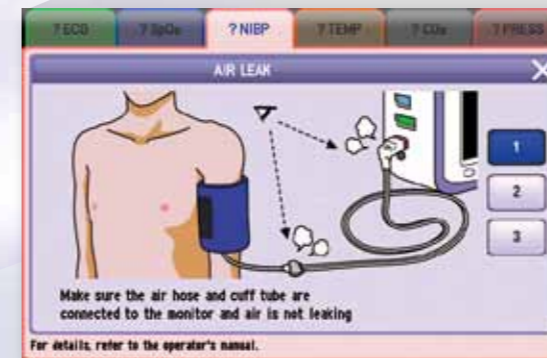 ? ECG ? SpO₂ ? NIBP ? TEMP ? CO₂ ? PRESS
AIR LEAK
1
2
3
Make sure the air hose and cuff tube are
connected to the monitor and air is not leaking
For details, refer to the operator's manual.